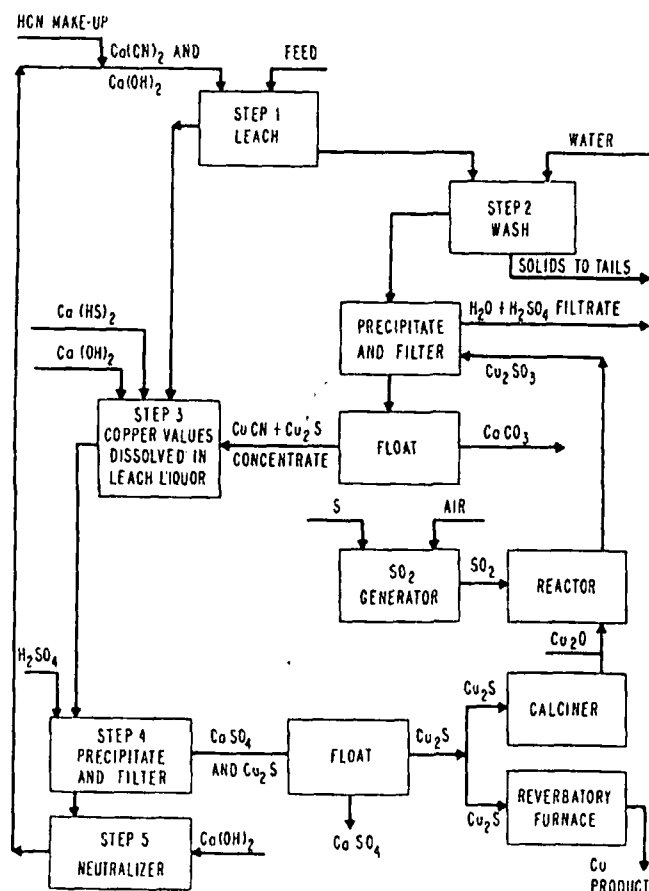 HCN MAKE-UP
Ca(CN)2 AND
Ca(OH)2
FEED
STEP 1
LEACH
WATER
STEP 2
WASH
SOLIDS TO TAILS
Ca (HS)2
Ca (OH)2
PRECIPITATE
AND FILTER
H2O + H2SO4 FILTRATE
Cu2SO3
STEP 3
COPPER VALUES
DISSOLVED IN
LEACH LIQUOR
CuCN + Cu2S
CONCENTRATE
FLOAT
CaCO3
S
AIR
SO2
GENERATOR
SO2
REACTOR
Cu2O
H2SO4
STEP 4
PRECIPITATE
AND FILTER
CaSO4
AND Cu2S
FLOAT
Cu2S
Cu2S
CALCINER
Cu2S
REVERBATORY
FURNACE
CaSO4
STEP 5
NEUTRALIZER
Ca(OH)2
Cu
PRODUCT